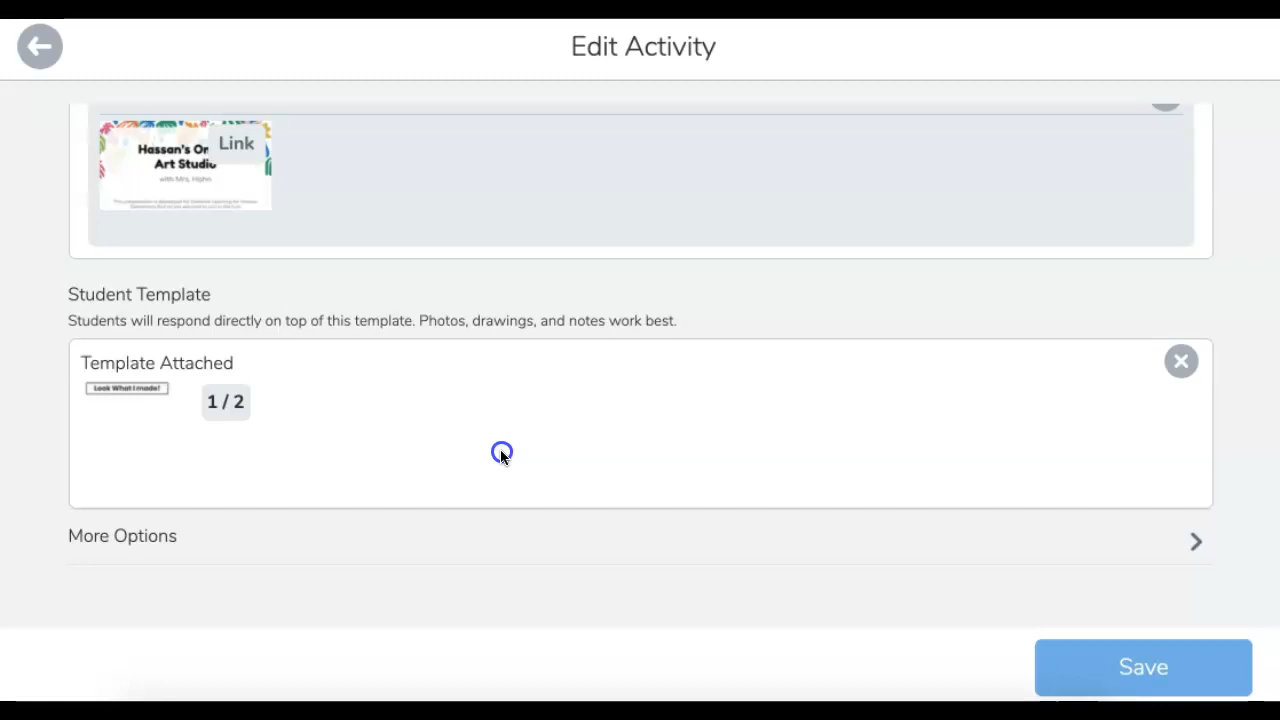 Edit Activity
Link
Hassan's On
Art Studio
with Mrs.
Student Template
Students will respond directly on top of this template. Photos, drawings, and notes work best.
Template Attached
Look What I made!
1 / 2
More Options
Save